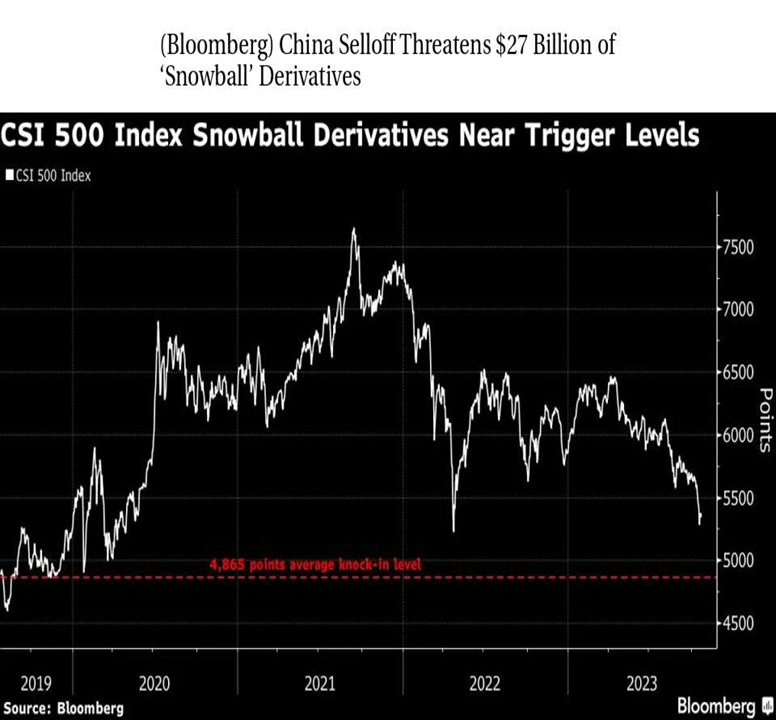 (Bloomberg) China Selloff Threatens $27 Billion of
‘Snowball’ Derivatives
CSI 500 Index Snowball Derivatives Near Trigger Levels
CSI 500 Index
7500
7000
6500
6000
5500
5000
4500
Points
4,865 points average knock-in level
2019 2020 2021 2022 2023
Source: Bloomberg
Bloomberg